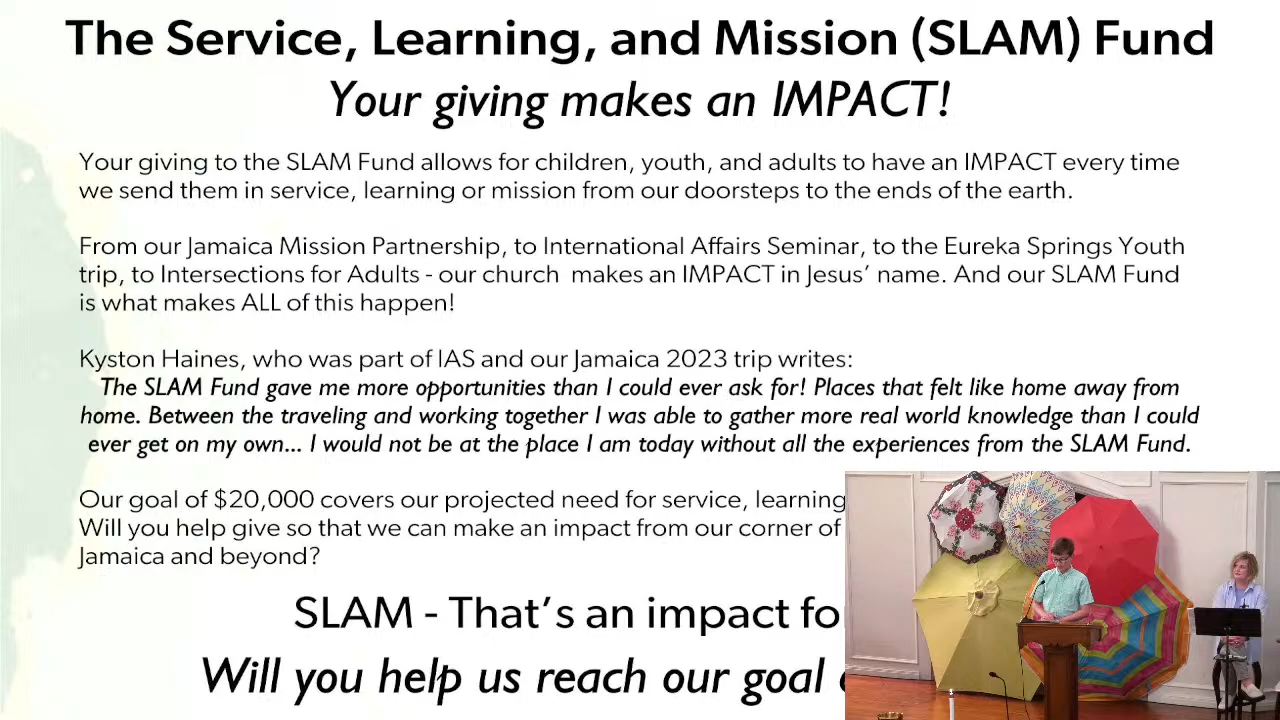 The Service, Learning, and Mission (SLAM) Fund
Your giving makes an IMPACT!
Your giving to the SLAM Fund allows for children, youth, and adults to have an IMPACT every time
we send them in service, learning or mission from our doorsteps to the ends of the earth.
From our Jamaica Mission Partnership, to International Affairs Seminar, to the Eureka Springs Youth
trip, to Intersections for Adults - our church makes an IMPACT in Jesus’ name. And our SLAM Fund
is what makes ALL of this happen!
Kyston Haines, who was part of IAS and our Jamaica 2023 trip writes:
The SLAM Fund gave me more opportunities than I could ever ask for! Places that felt like home away from
home. Between the traveling and working together I was able to gather more real world knowledge than I could
ever get on my own... I would not be at the place I am today without all the experiences from the SLAM Fund.
Our goal of $20,000 covers our projected need for service, learning
Will you help give so that we can make an impact from our corner of
Jamaica and beyond?
SLAM - That’s an impact fo
Will you help us reach our goal